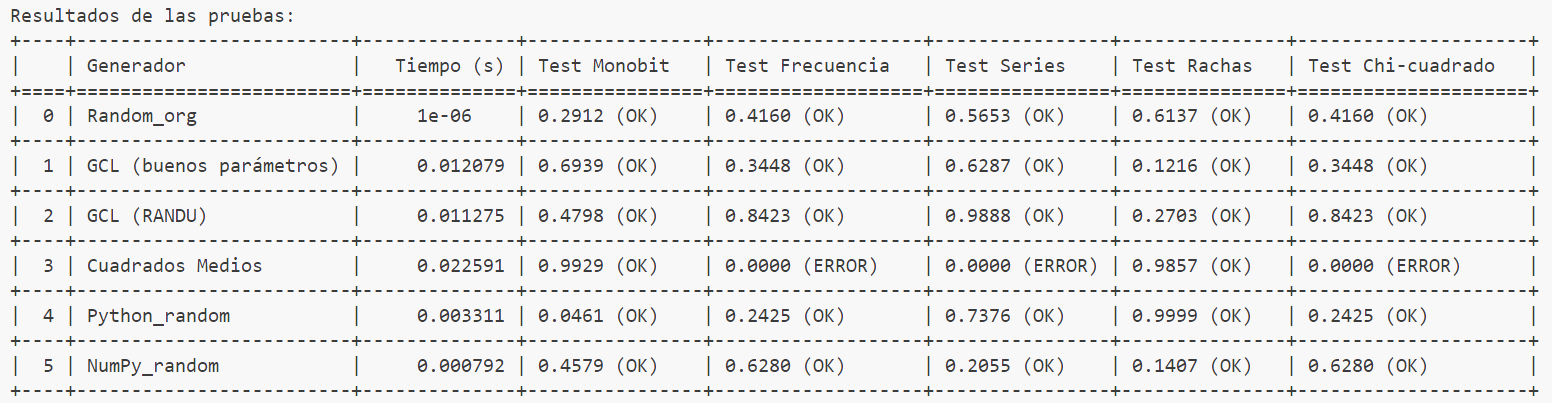 Resultados de las pruebas:
+----+-------------------------+--------------+----------------+-------------------+----------------+---------------+---------------------+
|    | Generador               |   Tiempo (s) | Test Monobit   | Test Frecuencia   | Test Series    | Test Rachas   | Test Chi-cuadrado   |
+====+=========================+==============+================+===================+================+===============+=====================+
|  0 | Random_org              |     1e-06    | 0.2912 (OK)    | 0.4160 (OK)       | 0.5653 (OK)    | 0.6137 (OK)   | 0.4160 (OK)         |
+----+-------------------------+--------------+----------------+-------------------+----------------+---------------+---------------------+
|  1 | GCL (buenos parámetros) |     0.012079 | 0.6939 (OK)    | 0.3448 (OK)       | 0.6287 (OK)    | 0.1216 (OK)   | 0.3448 (OK)         |
+----+-------------------------+--------------+----------------+-------------------+----------------+---------------+---------------------+
|  2 | GCL (RANDU)             |     0.011275 | 0.4798 (OK)    | 0.8423 (OK)       | 0.9888 (OK)    | 0.2703 (OK)   | 0.8423 (OK)         |
+----+-------------------------+--------------+----------------+-------------------+----------------+---------------+---------------------+
|  3 | Cuadrados Medios        |     0.022591 | 0.9929 (OK)    | 0.0000 (ERROR)    | 0.0000 (ERROR) | 0.9857 (OK)   | 0.0000 (ERROR)      |
+----+-------------------------+--------------+----------------+-------------------+----------------+---------------+---------------------+
|  4 | Python_random           |     0.003311 | 0.0461 (OK)    | 0.2425 (OK)       | 0.7376 (OK)    | 0.9999 (OK)   | 0.2425 (OK)         |
+----+-------------------------+--------------+----------------+-------------------+----------------+---------------+---------------------+
|  5 | NumPy_random            |     0.000792 | 0.4579 (OK)    | 0.6280 (OK)       | 0.2055 (OK)    | 0.1407 (OK)   | 0.6280 (OK)         |
+----+-------------------------+--------------+----------------+-------------------+----------------+---------------+---------------------+